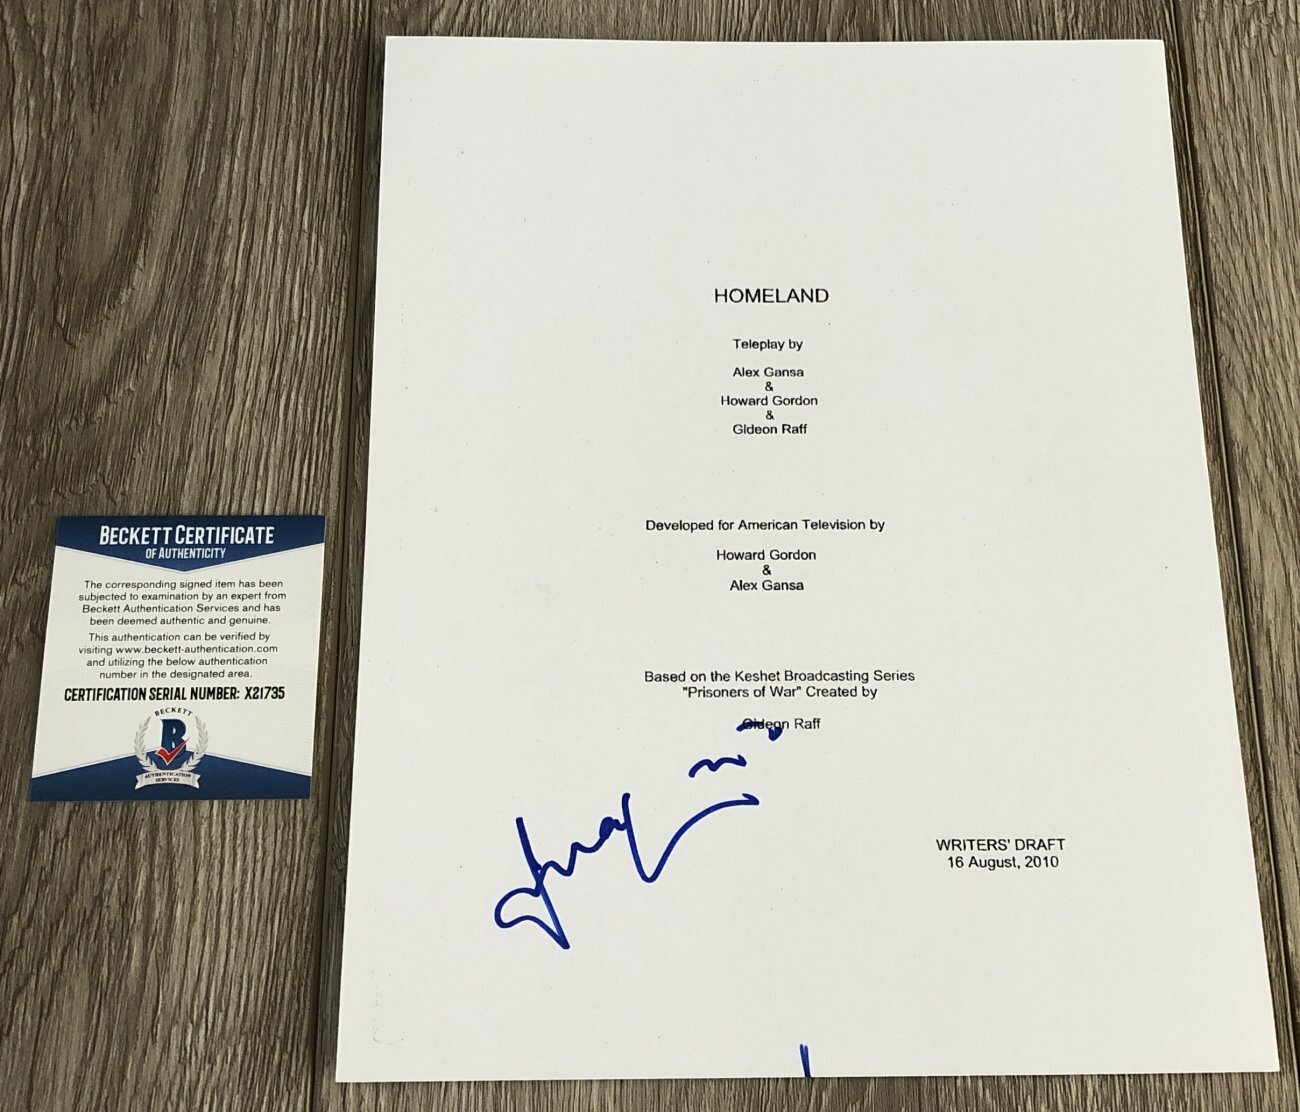 HOMELAND
Teleplay by
Alex Gansa
&
Howard Gordon
&
Gideon Raff
Developed for American Television by
Howard Gordon
&
Alex Gansa
Based on the Keshet Broadcasting Series
"Prisoners of War" Created by
Gideon Raff
WRITERS' DRAFT
16 August, 2010
BECKETT CERTIFICATE
OF AUTHENTICITY
The corresponding signed item has been
subjected to examination by an expert from
Beckett Authentication Services and has
been deemed authentic and genuine.
This authentication can be verified by
visiting www.beckett-authentication.com
and utilizing the below authentication
number in the designated area.
CERTIFICATION SERIAL NUMBER: X21735
BECKETT
B
AUTHENTICATION
SERVICES